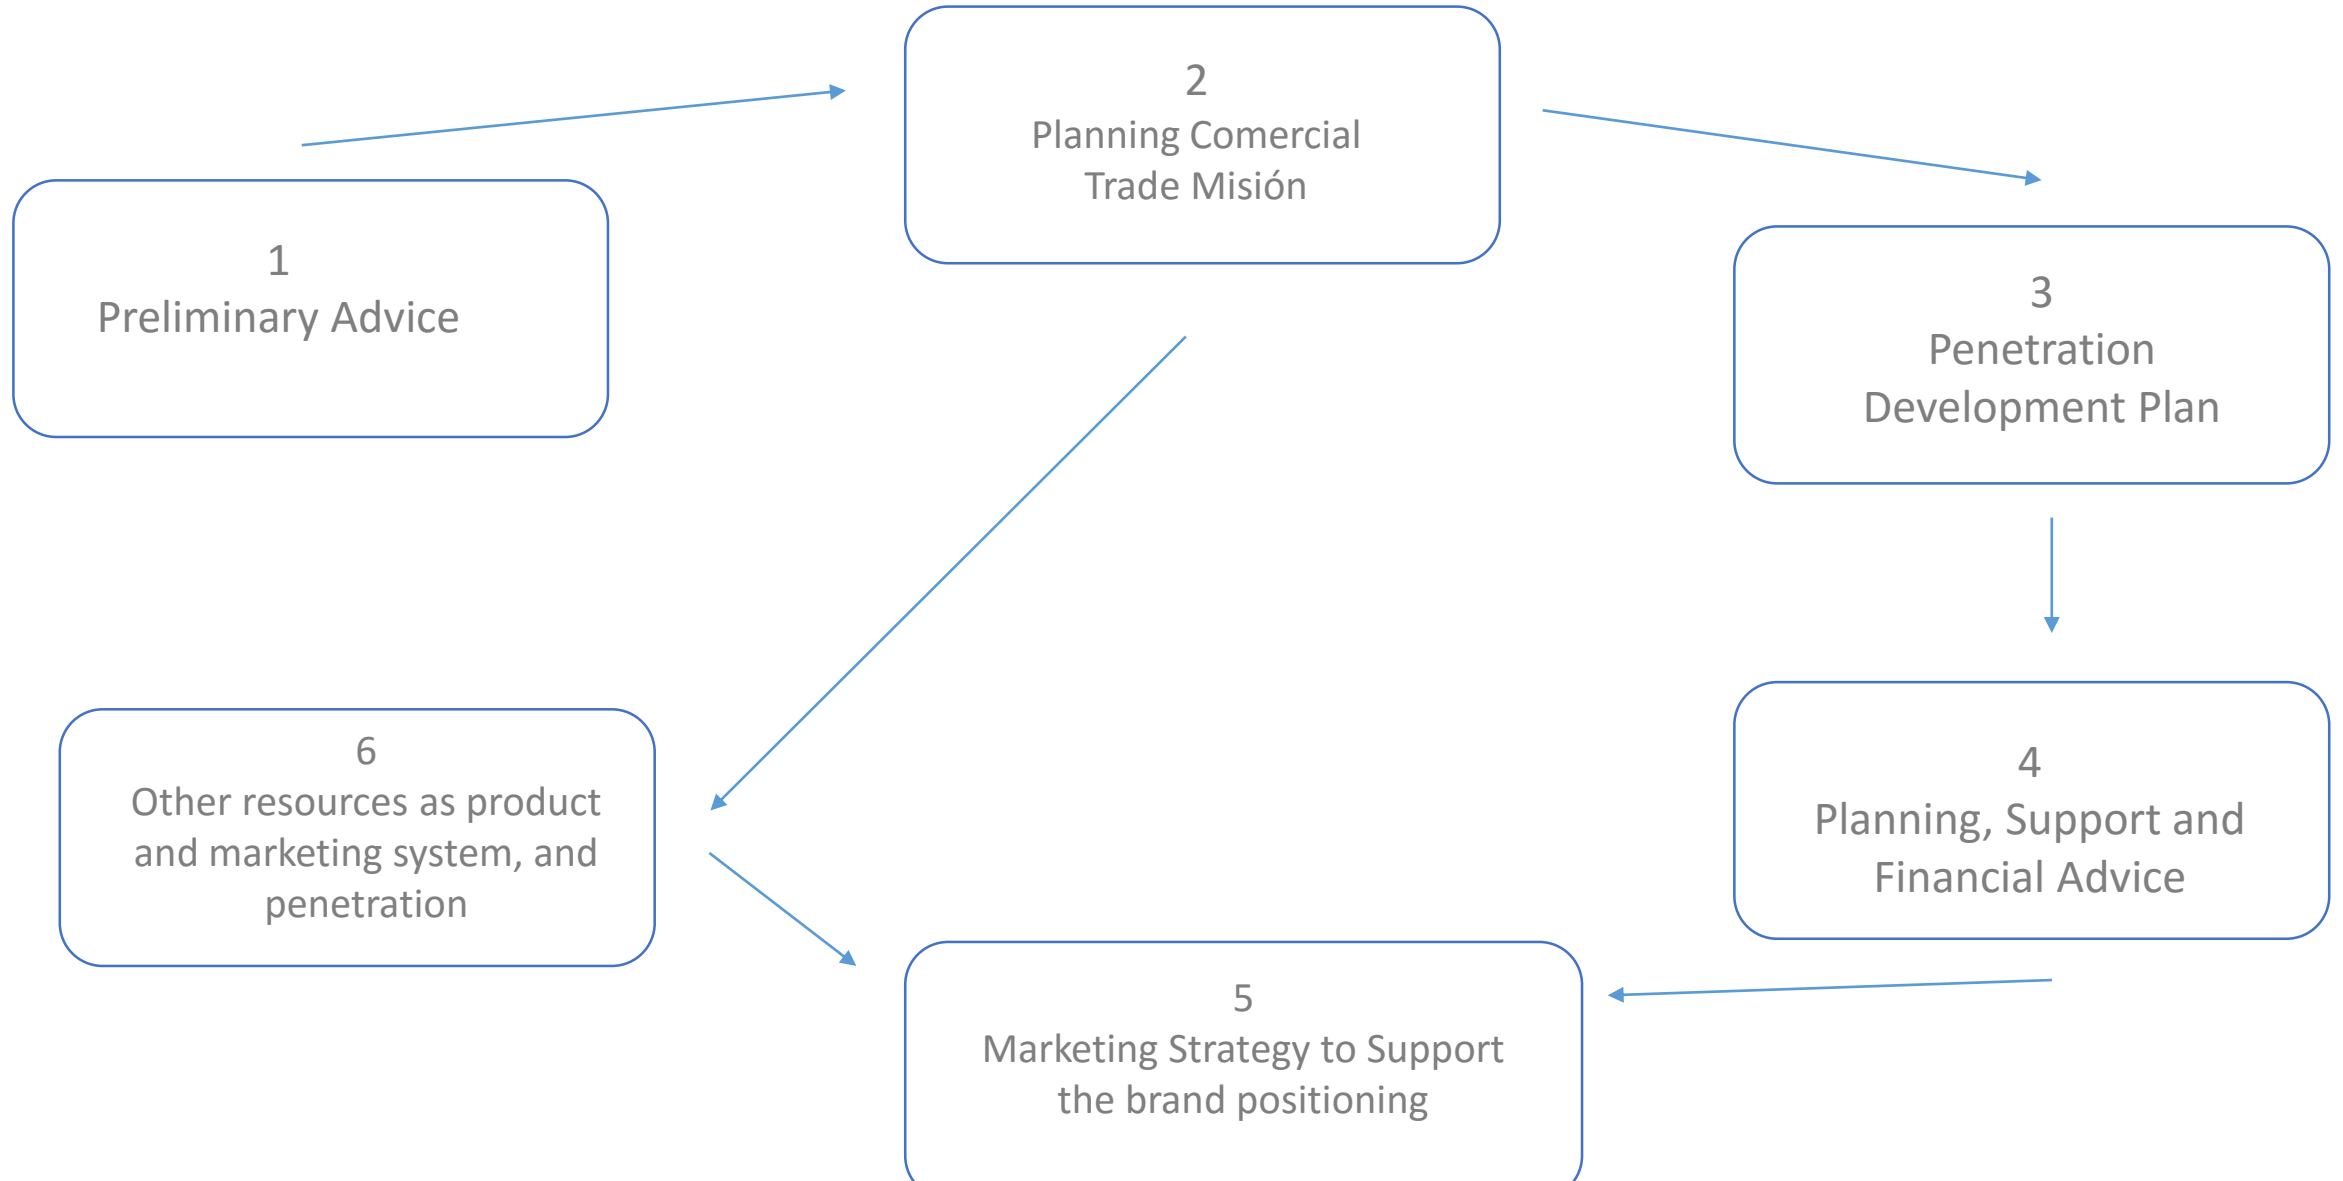 1
Preliminary Advice
2
Planning Comercial
Trade Misión
3
Penetration
Development Plan
4
Planning, Support and
Financial Advice
5
Marketing Strategy to Support
the brand positioning
6
Other resources as product
and marketing system, and
penetration